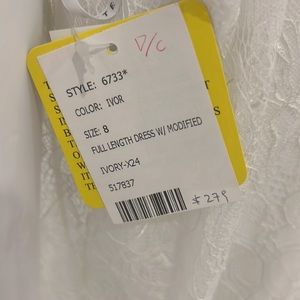 D/C
STYLE: 6733*
COLOR: IVOR
SIZE: 8
FULL LENGTH DRESS W/ MODIFIED
IVORY-X24
517837
$279